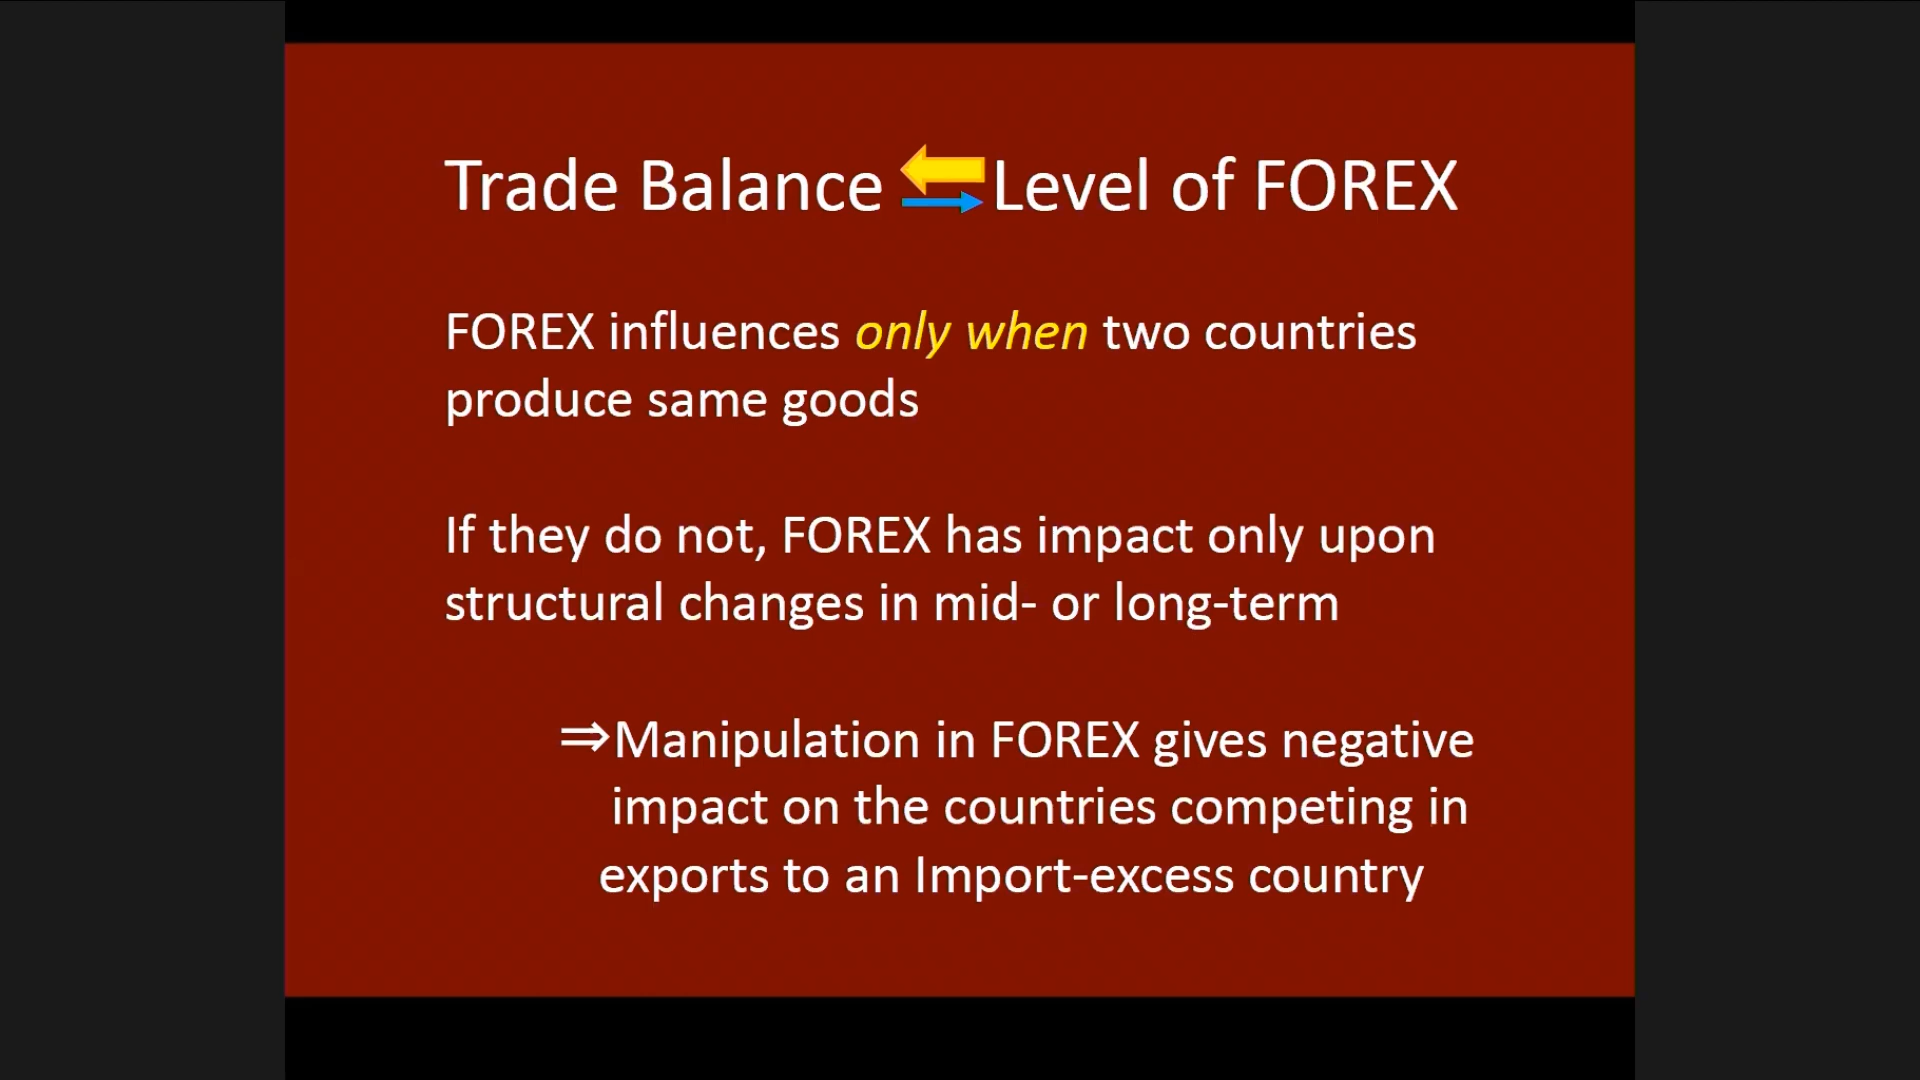 Trade Balance Level of FOREX
FOREX influences only when two countries
produce same goods
If they do not, FOREX has impact only upon
structural changes in mid- or long-term
⇒Manipulation in FOREX gives negative
impact on the countries competing in
exports to an Import-excess country